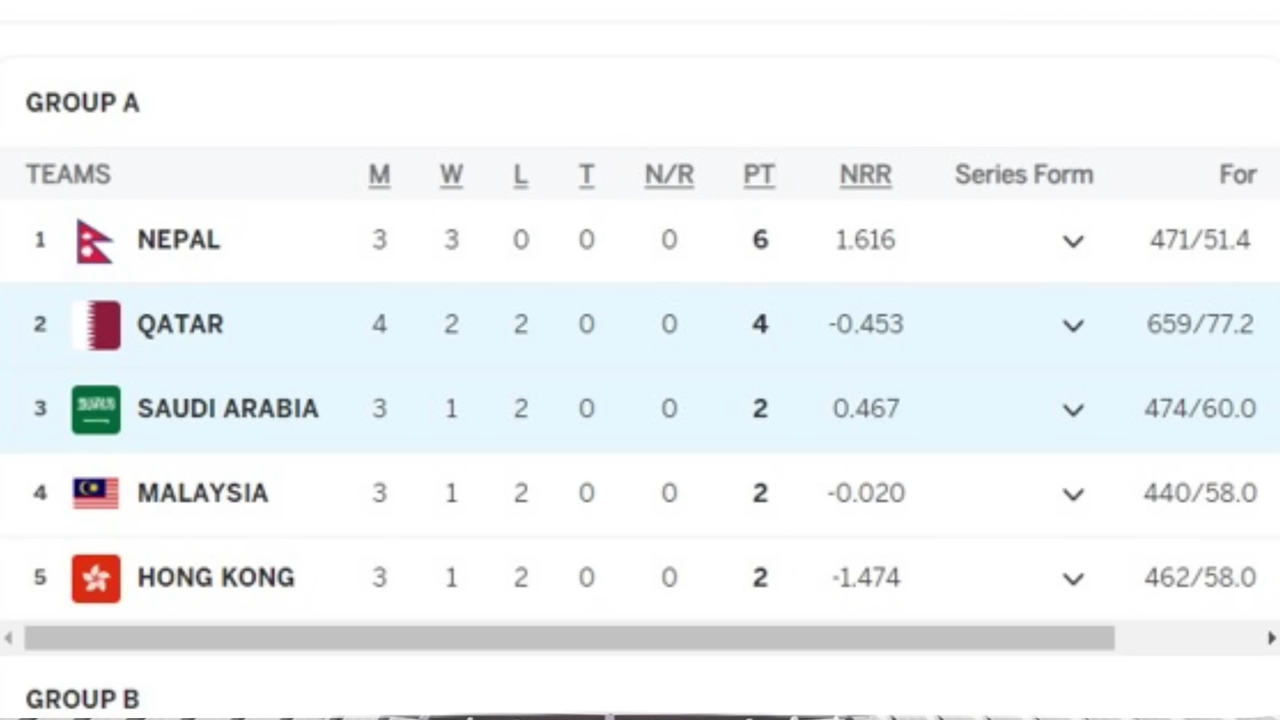 GROUP A
TEAMS M W L T N/R PT NRR Series Form For
1 NEPAL 3 3 0 0 0 6 1.616 471/51.4
2 QATAR 4 2 2 0 0 4 -0.453 659/77.2
3 SAUDI ARABIA 3 1 2 0 0 2 0.467 474/60.0
4 MALAYSIA 3 1 2 0 0 2 -0.020 440/58.0
5 HONG KONG 3 1 2 0 0 2 -1.474 462/58.0
GROUP B